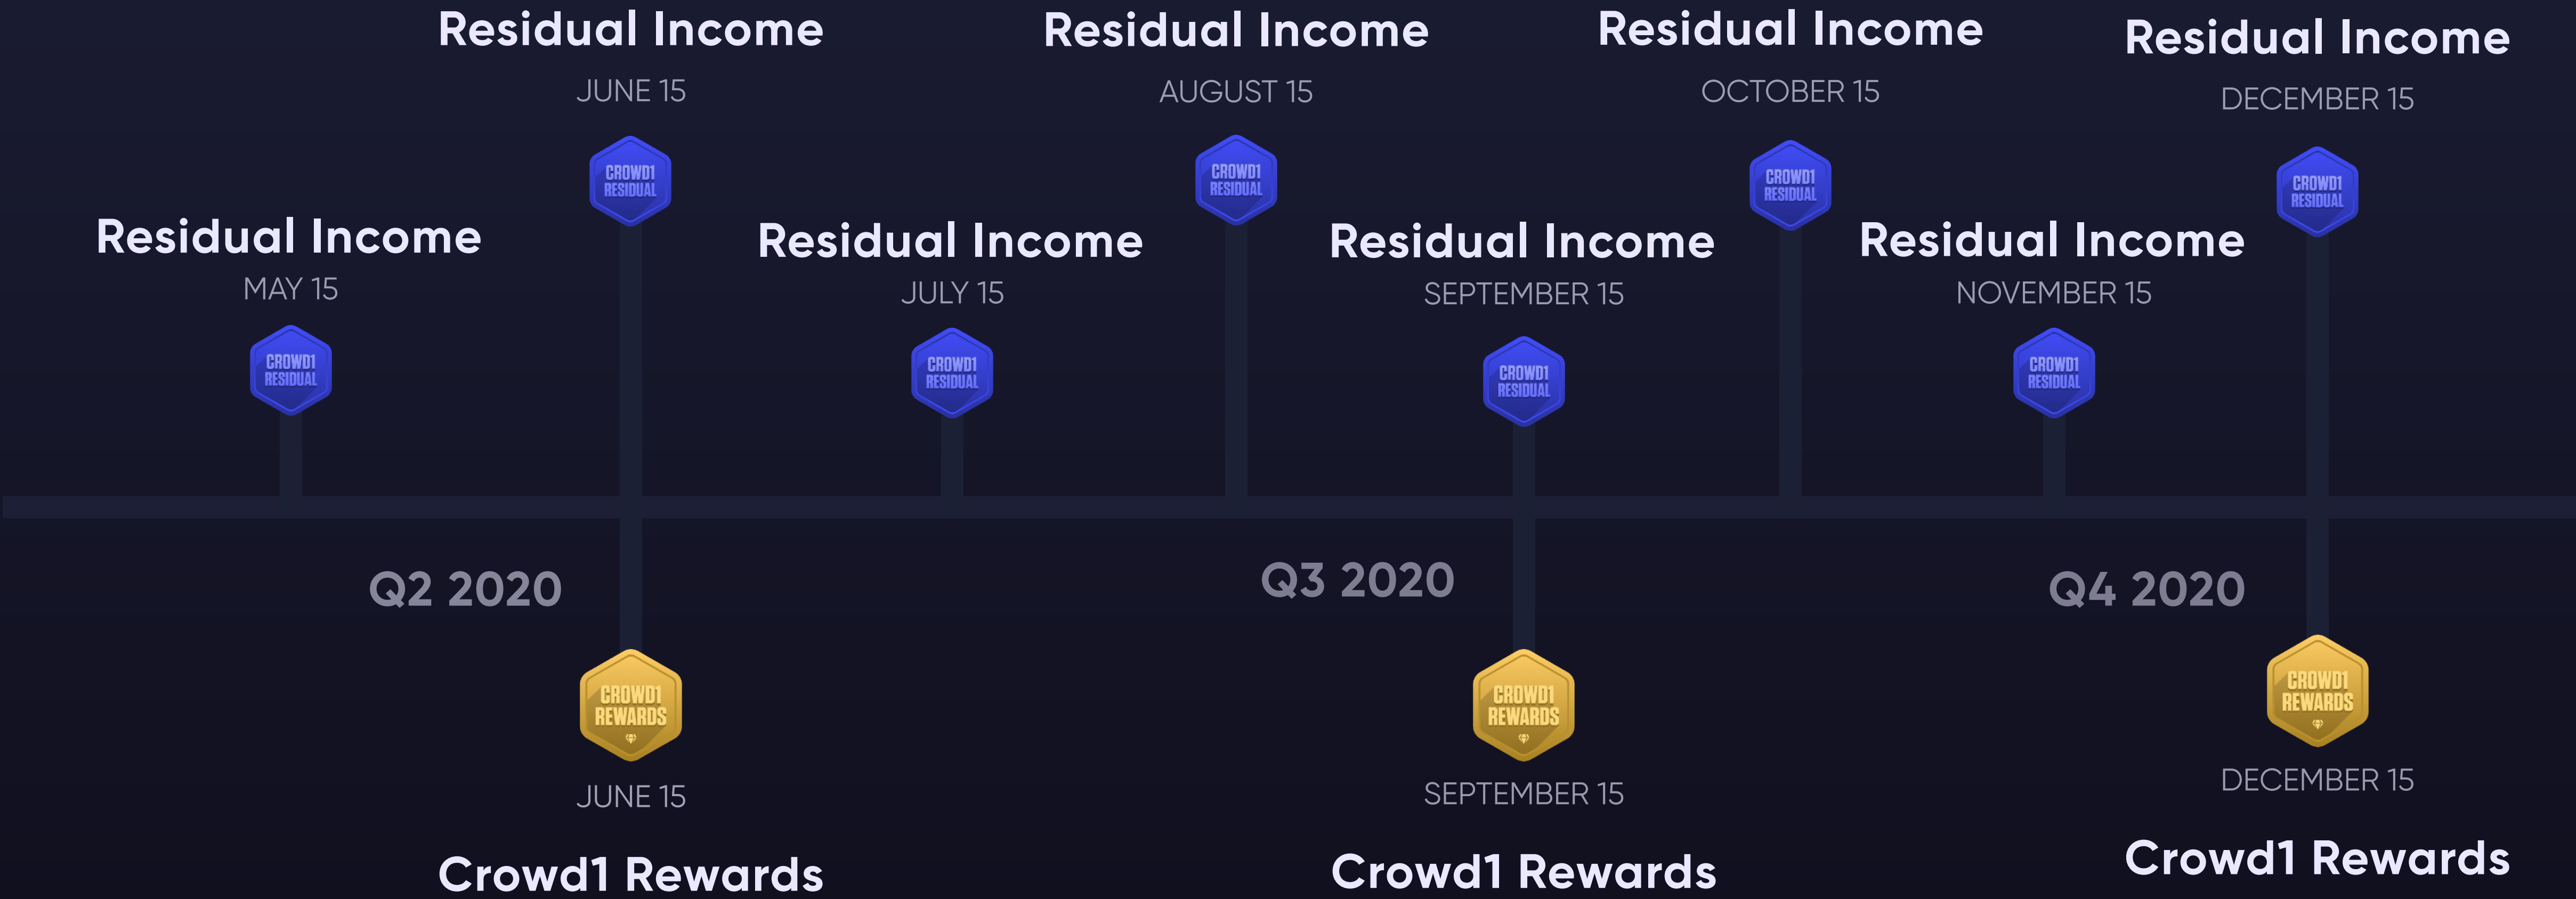 Residual Income
JUNE 15
CROWD1
RESIDUAL
Residual Income
AUGUST 15
CROWD1
RESIDUAL
Residual Income
OCTOBER 15
CROWD1
RESIDUAL
Residual Income
DECEMBER 15
CROWD1
RESIDUAL
Residual Income
MAY 15
CROWD1
RESIDUAL
Residual Income
JULY 15
CROWD1
RESIDUAL
Residual Income
SEPTEMBER 15
CROWD1
RESIDUAL
Residual Income
NOVEMBER 15
CROWD1
RESIDUAL
Q2 2020
CROWD1
REWARDS
JUNE 15
Crowd1 Rewards
Q3 2020
CROWD1
REWARDS
SEPTEMBER 15
Crowd1 Rewards
Q4 2020
CROWD1
REWARDS
DECEMBER 15
Crowd1 Rewards